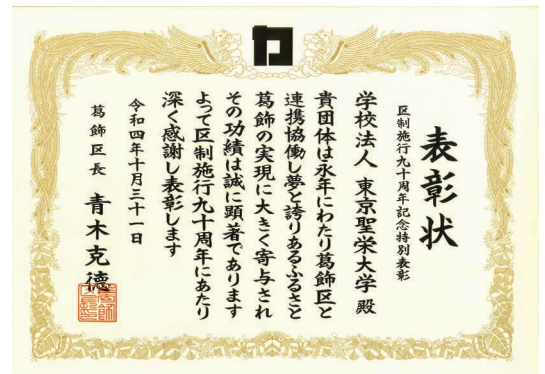 表彰状
区制施行九十周年記念特別表彰
学校法人 東京聖栄大学 殿
貴団体は永年にわたり葛飾区と
連携協働し夢と誇りあるふるさと
葛飾の実現に大きく寄与され
その功績は誠に顕著であります
よって区制施行九十周年にあたり
深く感謝し表彰します
令和四年十月三十一日
葛飾区長 青木克德